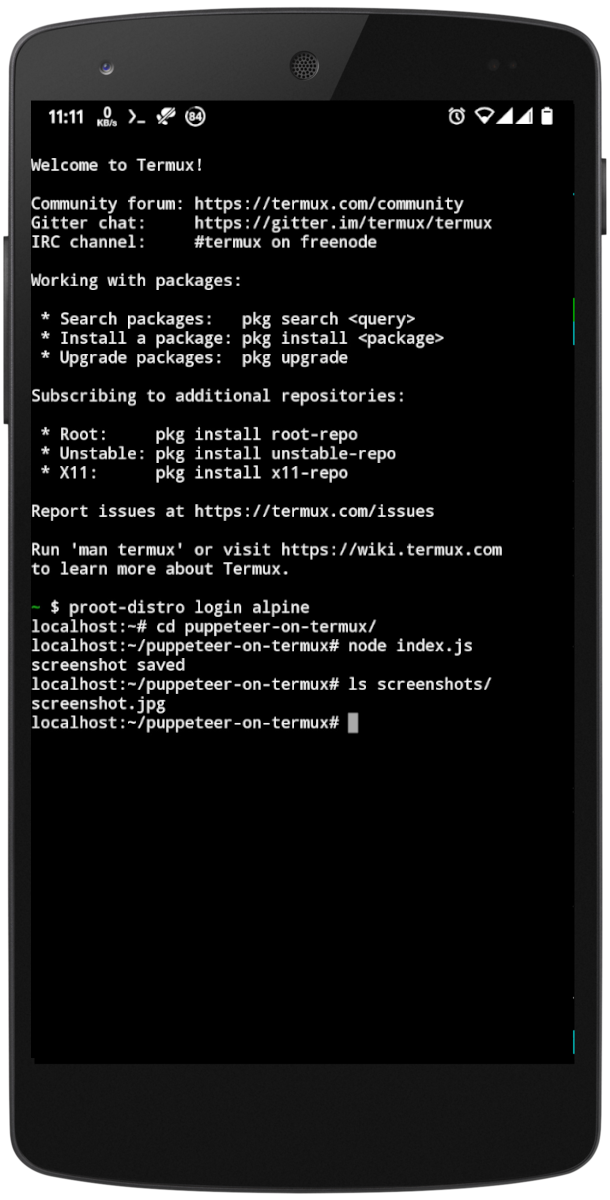 11:11 0 KB/s 84
Welcome to Termux!
Community forum: https://termux.com/community
Gitter chat:     https://gitter.im/termux/termux
IRC channel:     #termux on freenode
Working with packages:
 * Search packages:   pkg search <query>
 * Install a package: pkg install <package>
 * Upgrade packages:  pkg upgrade
Subscribing to additional repositories:
 * Root:     pkg install root-repo
 * Unstable: pkg install unstable-repo
 * X11:      pkg install x11-repo
Report issues at https://termux.com/issues
Run 'man termux' or visit https://wiki.termux.com
to learn more about Termux.
~ $ proot-distro login alpine
localhost:~# cd puppeteer-on-termux/
localhost:~/puppeteer-on-termux# node index.js
screenshot saved
localhost:~/puppeteer-on-termux# ls screenshots/
screenshot.jpg
localhost:~/puppeteer-on-termux#